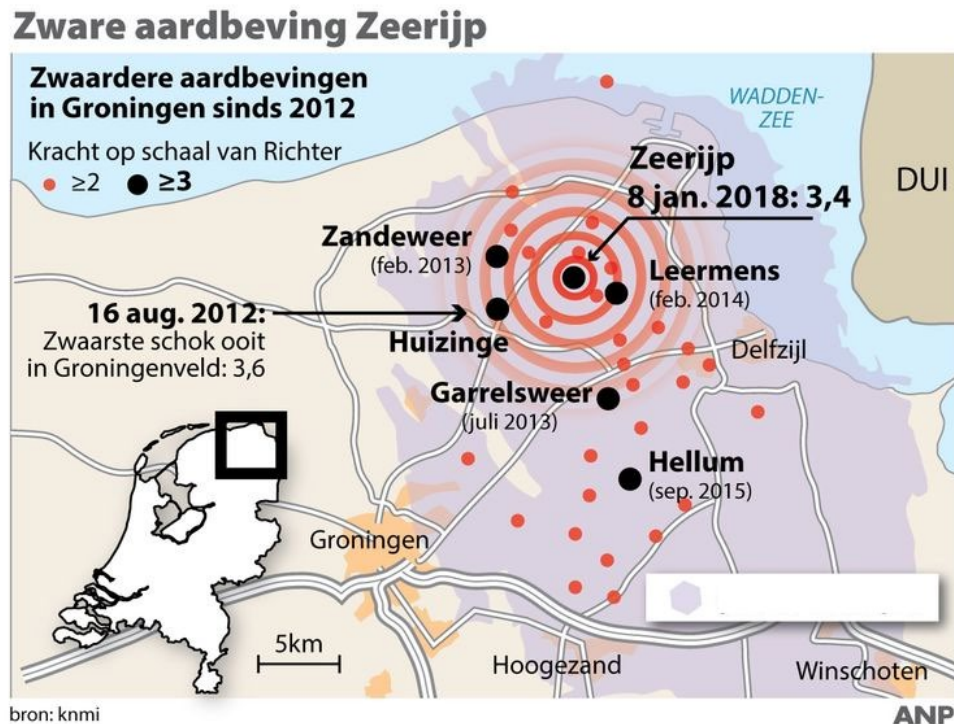 Zware aardbeving Zeerijp
Zwaardere aardbevingen
in Groningen sinds 2012
Kracht op schaal van Richter
≥2 ≥3
WADDEN-
ZEE
DUI
Zeerijp
8 jan. 2018: 3,4
Zandeweer
(feb. 2013)
Leermens
(feb. 2014)
16 aug. 2012:
Zwaarste schok ooit
in Groningenveld: 3,6
Huizinge
Delfzijl
Garrelsweer
(juli 2013)
Hellum
(sep. 2015)
Groningen
5km
Hoogezand
Winschoten
bron: knmi
ANP